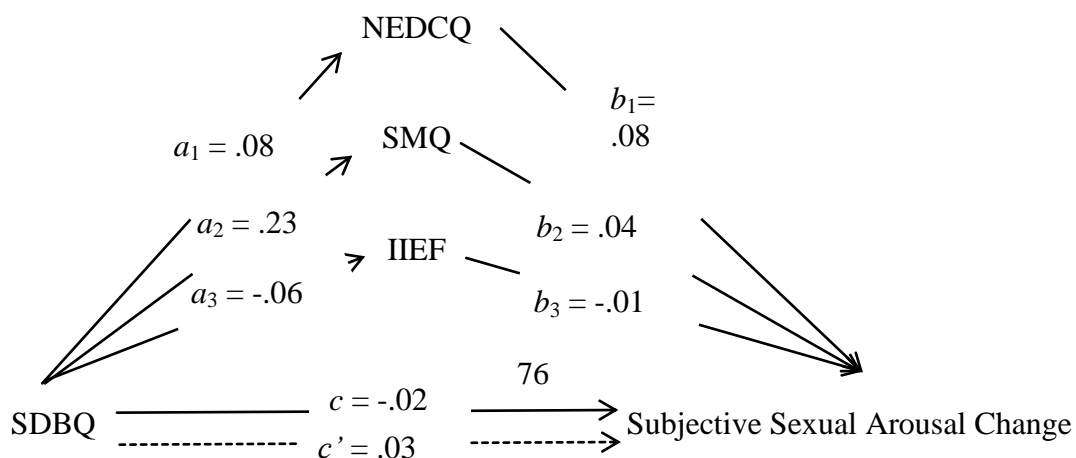 NEDCQ
b1=
.08
a1 = .08
SMQ
a2 = .23
b2 = .04
IIEF
a3 = -.06
b3 = -.01
76
SDBQ
c = -.02
Subjective Sexual Arousal Change
c’ = .03